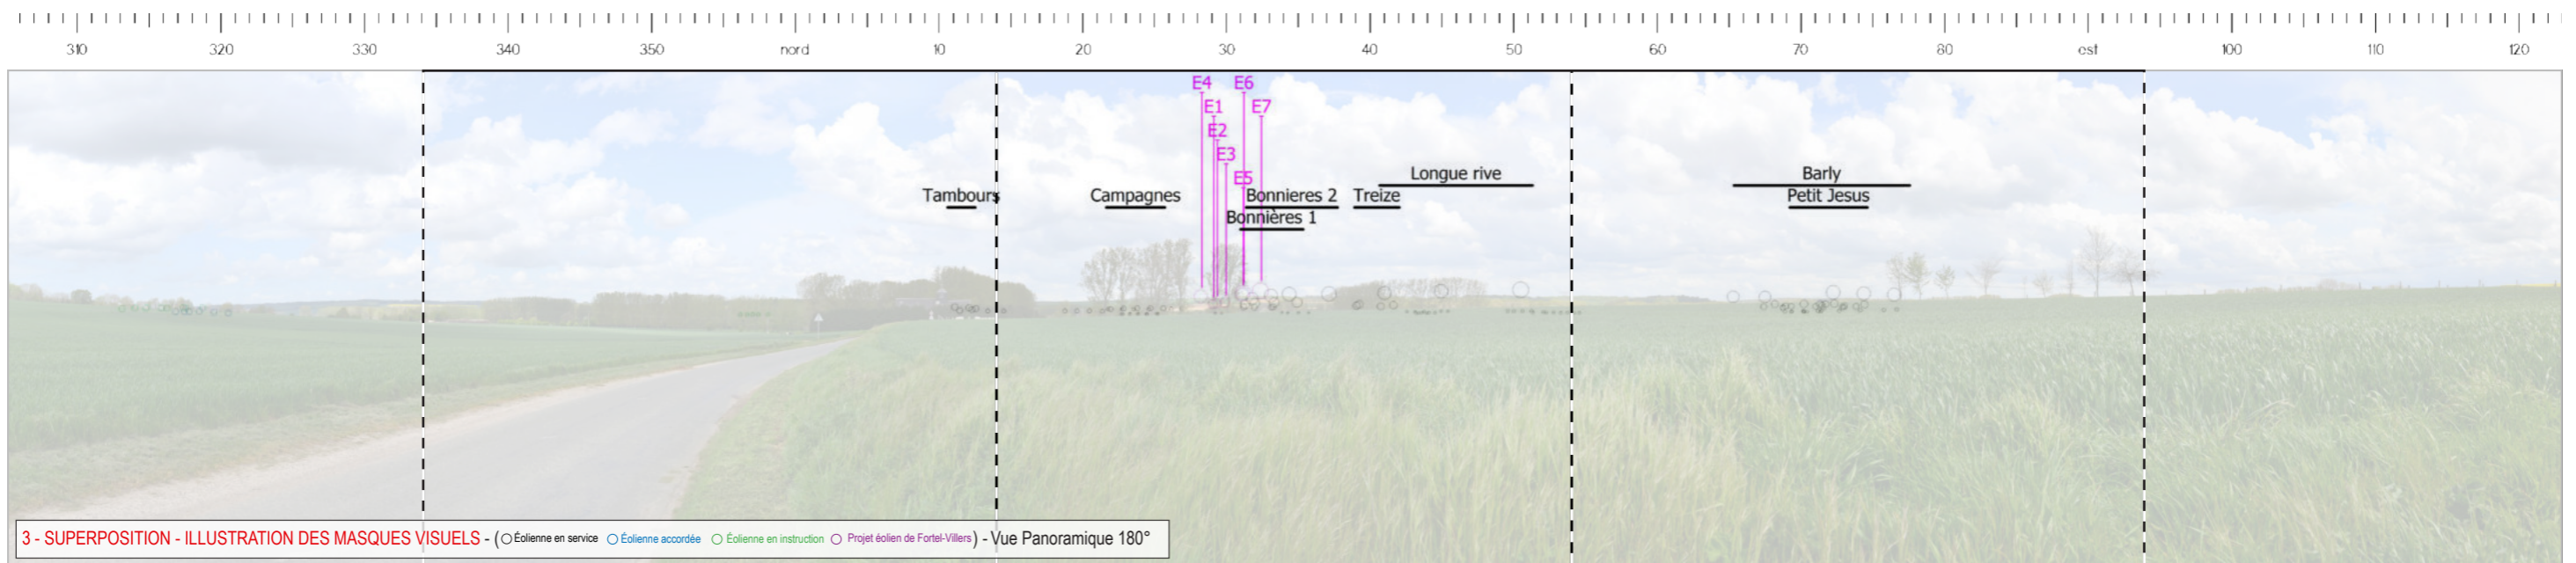 310 320 330 340 350 nord 10 20 30 40 50 60 70 80 est 100 110 120
E4 E6
E1 E7
E2
E3
Longue rive Barly
E5
Tambours Campagnes Bonnieres 2 Treize Petit Jesus
Bonnières 1
3 - SUPERPOSITION - ILLUSTRATION DES MASQUES VISUELS - ( Éolienne en service Éolienne accordée Éolienne en instruction Projet éolien de Fortel-Villers ) - Vue Panoramique 180°